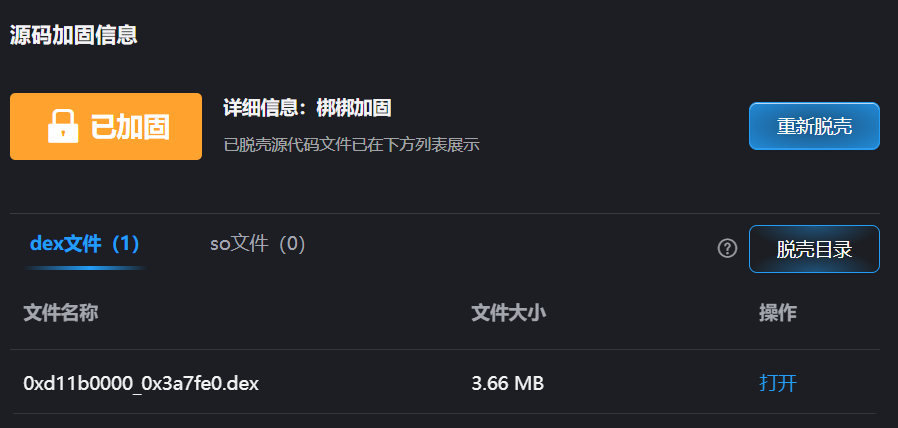 源码加固信息
已加固
详细信息：梆梆加固
已脱壳源代码文件已在下方列表展示
重新脱壳
dex文件（1） so文件（0） ? 脱壳目录
文件名称 文件大小 操作
0xd11b0000_0x3a7fe0.dex 3.66 MB 打开